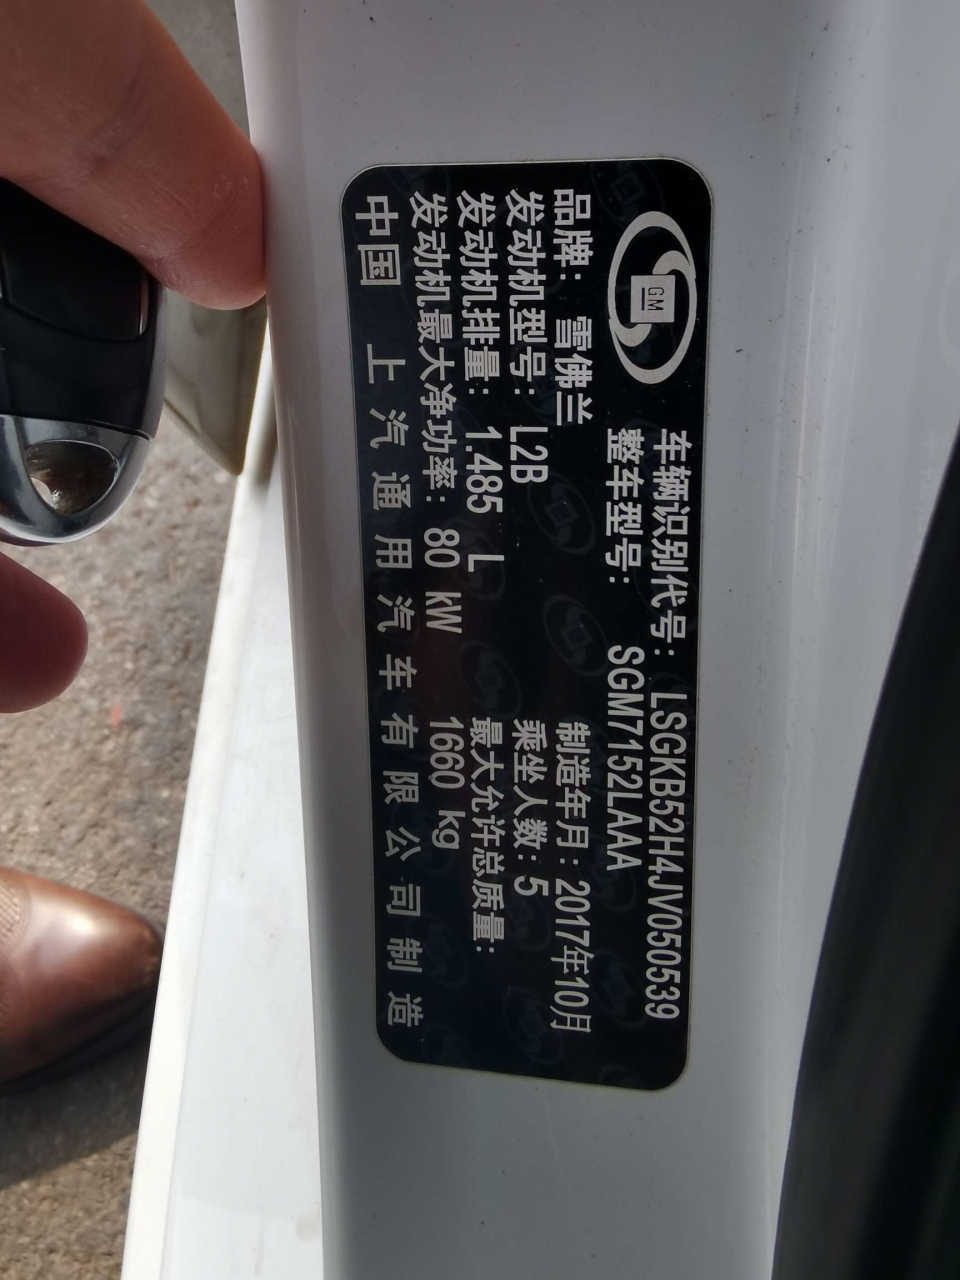 GM
车辆识别代号: LSGKB52H4JV050539
整车型号: SGM7152LAAA
品牌: 雪佛兰
制造年月: 2017年10月
发动机型号: L2B
乘坐人数: 5
发动机排量: 1.485 L
最大允许总质量:
发动机最大净功率: 80 kW
1660 kg
中国 上汽通用汽车有限公司制造